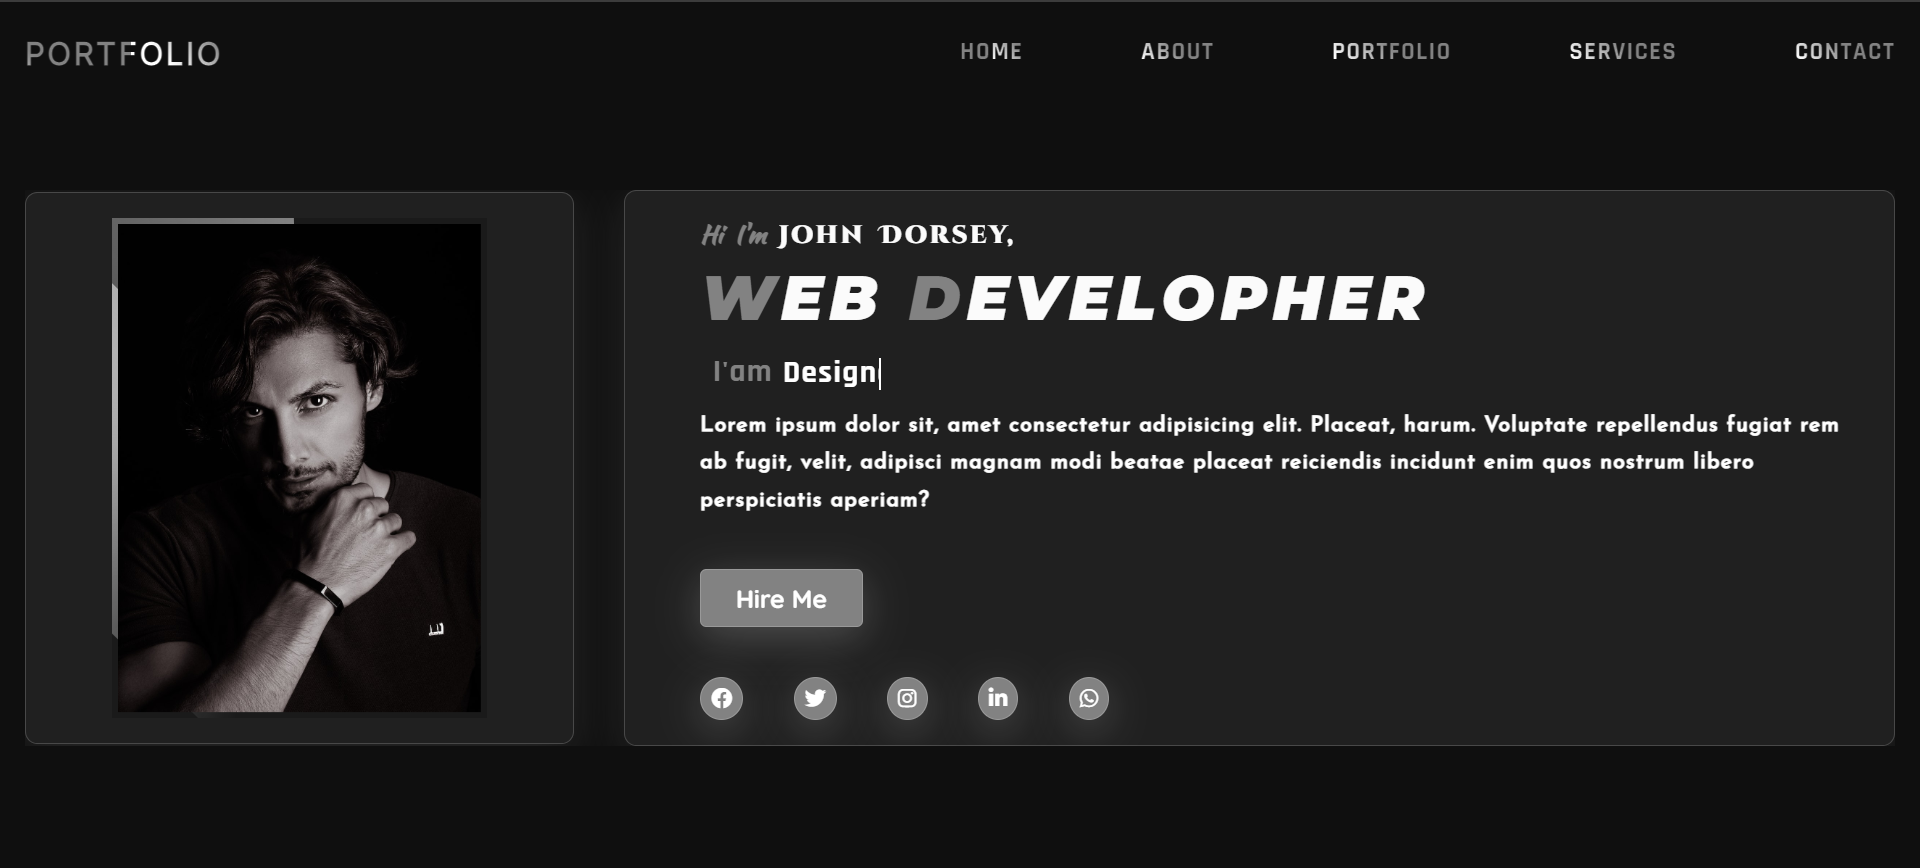 PORTFOLIO
HOME ABOUT PORTFOLIO SERVICES CONTACT
Hi I'm JOHN DORSEY,
WEB DEVELOPHER
I'am Design
Lorem ipsum dolor sit, amet consectetur adipisicing elit. Placeat, harum. Voluptate repellendus fugiat rem
ab fugit, velit, adipisci magnam modi beatae placeat reiciendis incidunt enim quos nostrum libero
perspiciatis aperiam?
Hire Me